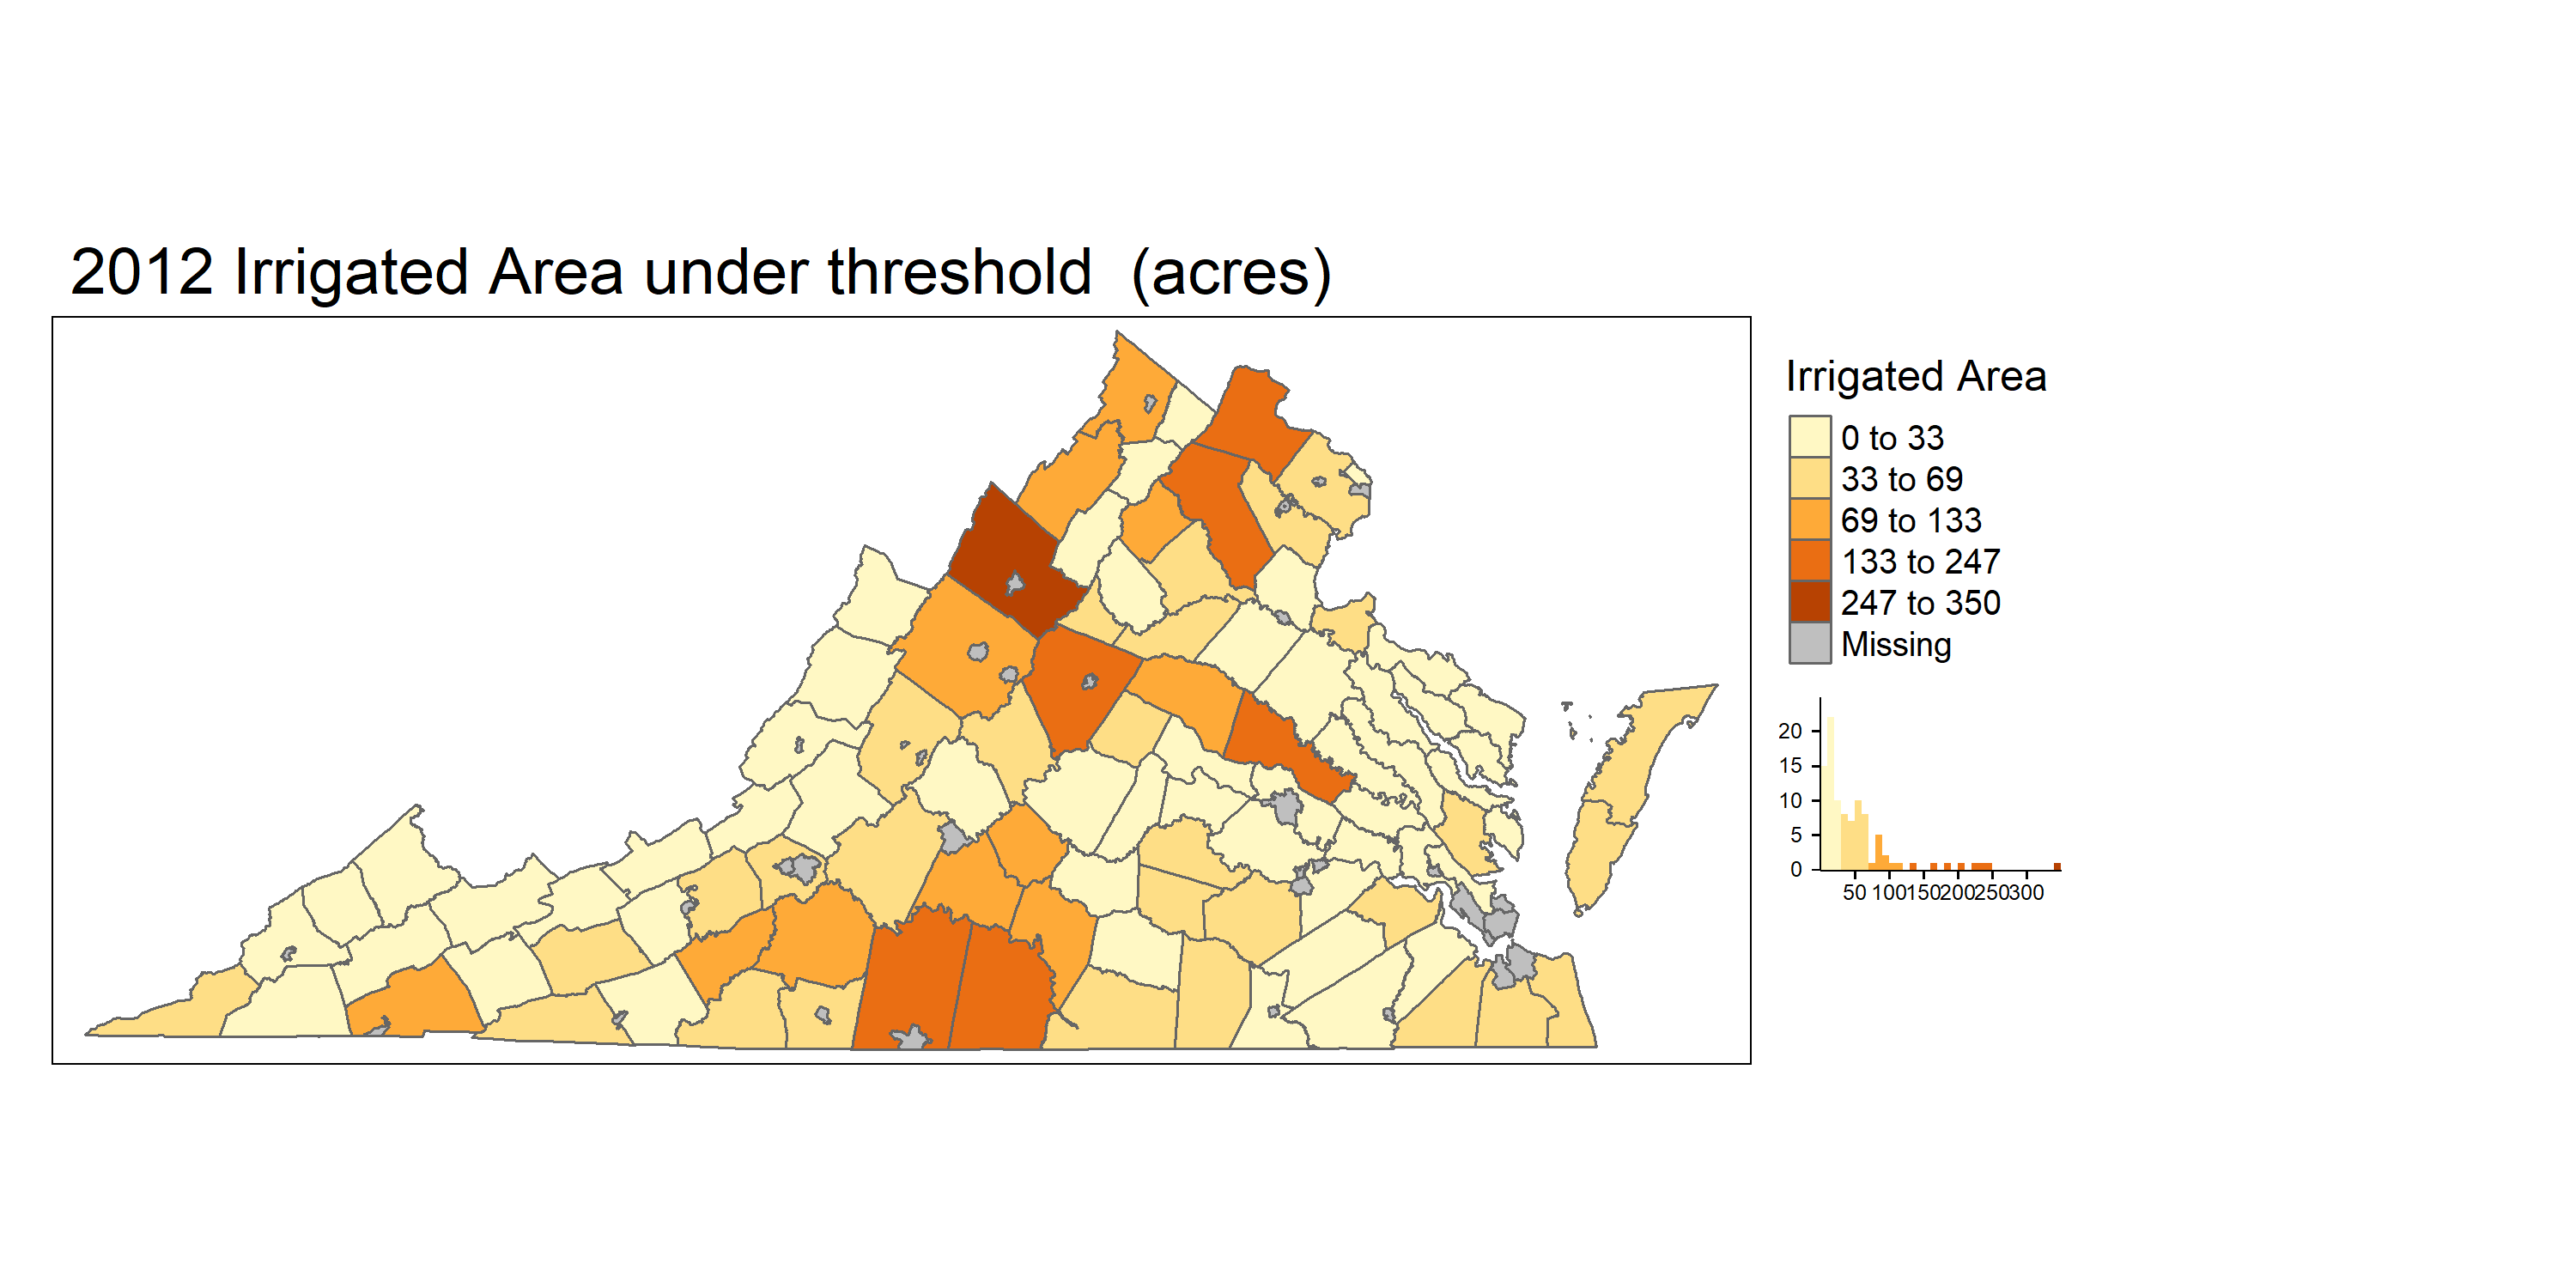 2012 Irrigated Area under threshold  (acres)
Irrigated Area
0 to 33
33 to 69
69 to 133
133 to 247
247 to 350
Missing
20
15
10
5
0
50 100150200250300